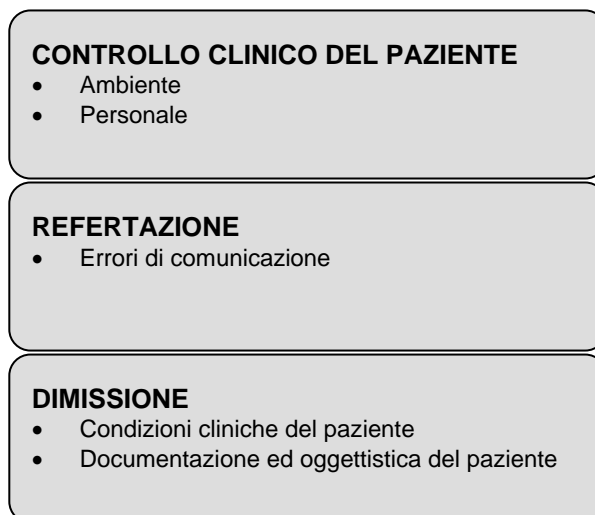 CONTROLLO CLINICO DEL PAZIENTE
• Ambiente
• Personale
REFERTAZIONE
• Errori di comunicazione
DIMISSIONE
• Condizioni cliniche del paziente
• Documentazione ed oggettistica del paziente